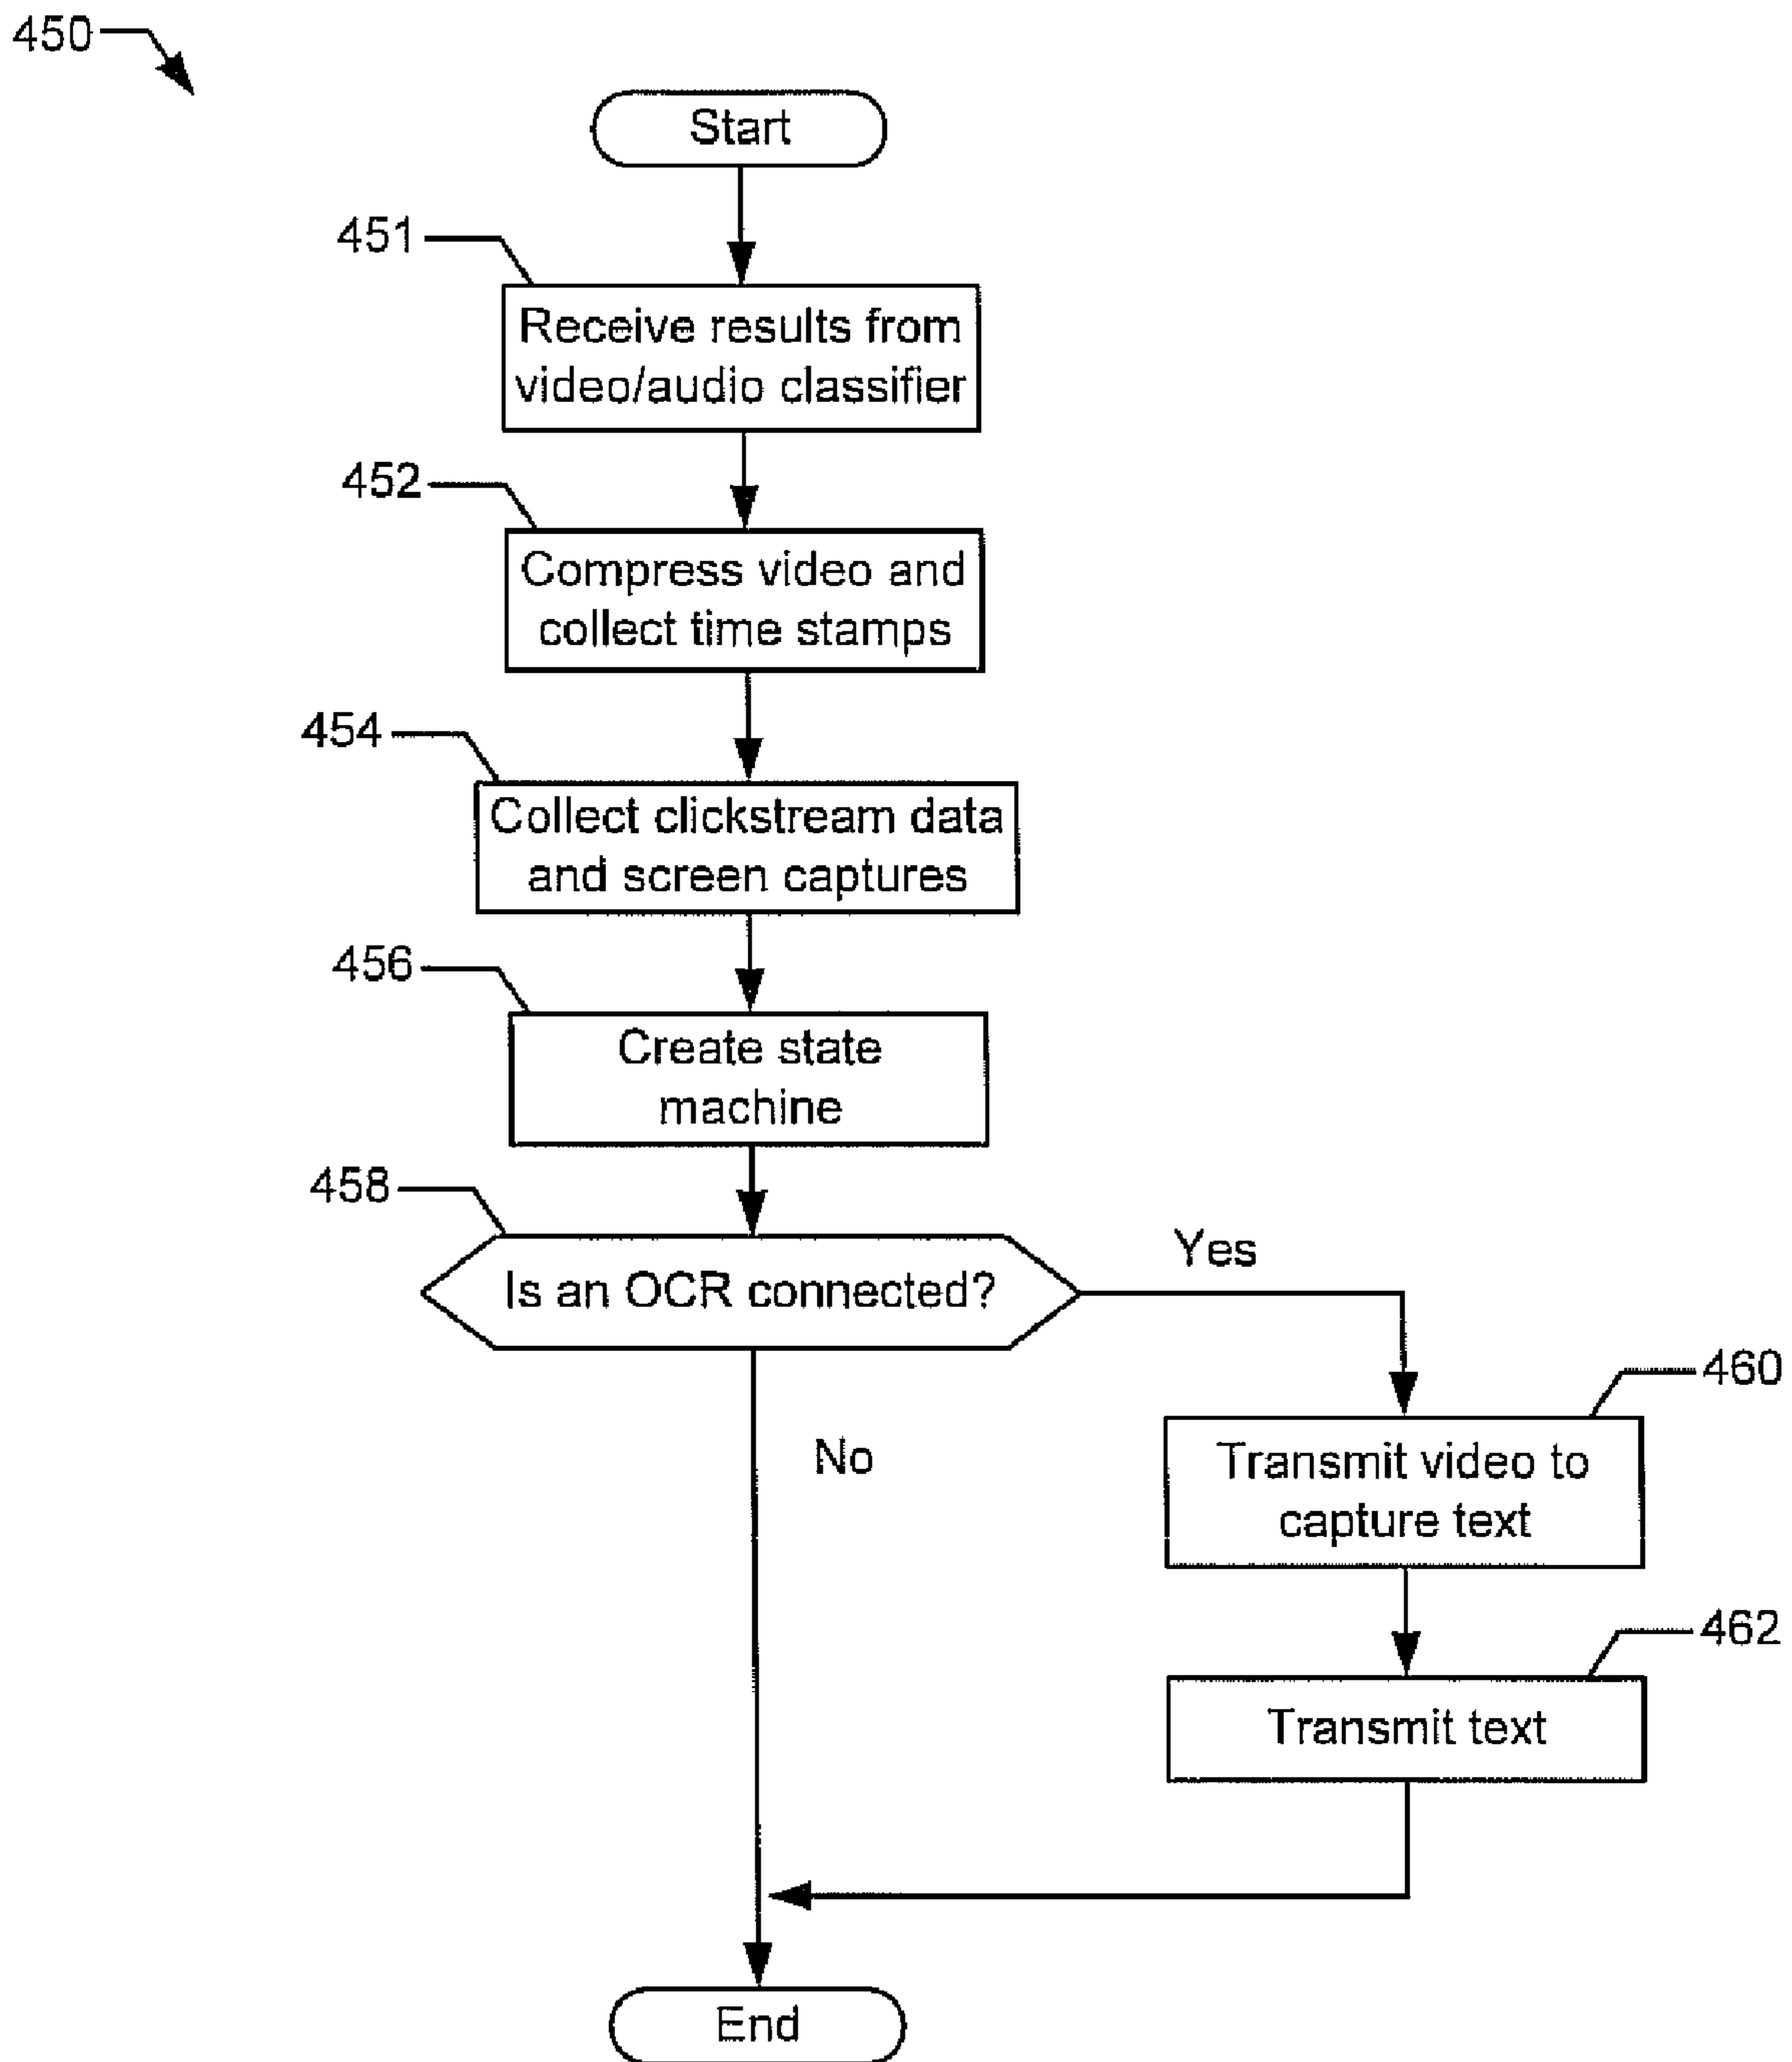 450
Start
451
Receive results from
video/audio classifier
452
Compress video and
collect time stamps
454
Collect clickstream data
and screen captures
456
Create state
machine
458
Is an OCR connected?
Yes
No
460
Transmit video to
capture text
462
Transmit text
End